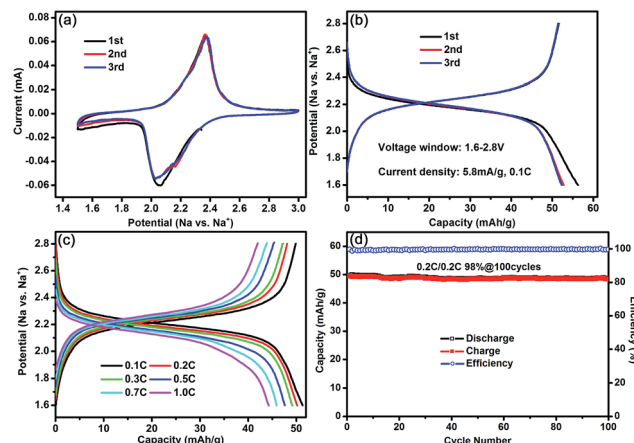 (a)
1st
2nd
3rd
Current (mA)
0.08
0.04
0.00
-0.04
-0.06
1.4 1.6 1.8 2.0 2.2 2.4 2.6 2.8 3.0
Potential (Na vs. Na+)
(b)
1st
2nd
3rd
Voltage window: 1.6-2.8V
Current density: 5.8mA/g, 0.1C
Potential (Na vs. Na+)
2.8
2.6
2.4
2.2
2.0
1.8
1.6
0 10 20 30 40 50 60
Capacity (mAh/g)
(c)
0.1C 0.2C
0.3C 0.5C
0.7C 1.0C
Potential (Na vs. Na+)
2.8
2.6
2.4
2.2
2.0
1.8
1.6
0 10 20 30 40 50
Capacity (mAh/g)
(d)
0.2C/0.2C 98%@100cycles
Discharge
Charge
Efficiency
Capacity (mAh/g)
60
50
40
30
20
10
0
100
80
60
40
20
0
Efficiency (%)
0 20 40 60 80 100
Cycle Number